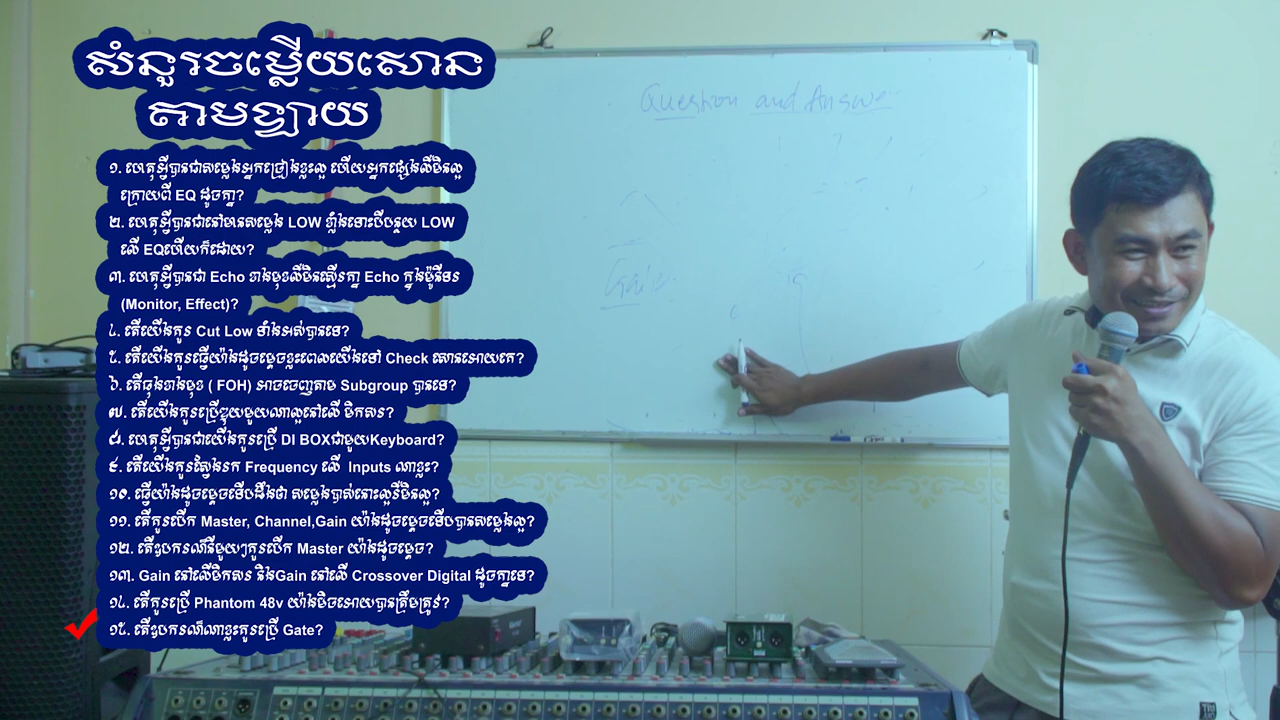 សំនួរចម្លើយសោន
តាមឡាយ
១. ហេតុអ្វីបានជាសម្លេងអ្នកច្រៀងខ្លះល្អ ហើយអ្នកផ្សេងលឺមិនល្អ
ក្រោយពី EQ ដូចគ្នា?
២. ហេតុអ្វីបានជានៅមានសម្លេង LOW ខ្លាំងទោះបីបន្ថយ LOW
លើ EQហើយក៏ដោយ?
៣. ហេតុអ្វីបានជា Echo ខាងមុខលឺមិនស្មើរគ្នា Echo ក្នុងម៉ូនីទ័រ
(Monitor, Effect)?
៤. តើយើងគួរ Cut Low ទាំងអស់បានទេ?
៥. តើយើងគួរធ្វើយ៉ាងដូចម្តេចខ្លះពេលយើងទៅ Check សោនអោយគេ?
៦. តើធុងខាងមុខ ( FOH) អាចចេញតាម Subgroup បានទេ?
៧. តើយើងគួរប្រើឌុយមួយណាល្អនៅលើ មិកស័រ?
៨. ហេតុអ្វីបានជាយើងគួរប្រើ DI BOXជាមួយKeyboard?
៩. តើយើងគួរស្វែងរក Frequency លើ Inputs ណាខ្លះ?
១០. ធ្វើយ៉ាងដូចម្តេចទើបដឹងថា សម្លេងបាស់នោះល្អរឺមិនល្អ?
១១. តើគួរបើក Master, Channel,Gain យ៉ាងដូចម្តេចទើបបានសម្លេងល្អ?
១២. តើឧបករណ៍នីមួយៗគួរបើក Master យ៉ាងដូចម្តេច?
១៣. Gain នៅលើមិកស័រ និងGain នៅលើ Crossover Digital ដូចគ្នាទេ?
១៤. តើគួរប្រើ Phantom 48v យ៉ាងមិចអោយបានត្រឹមត្រូវ?
១៥. តើឧបករណ៍ណាខ្លះគួរប្រើ Gate?
Question and Answer
Gate